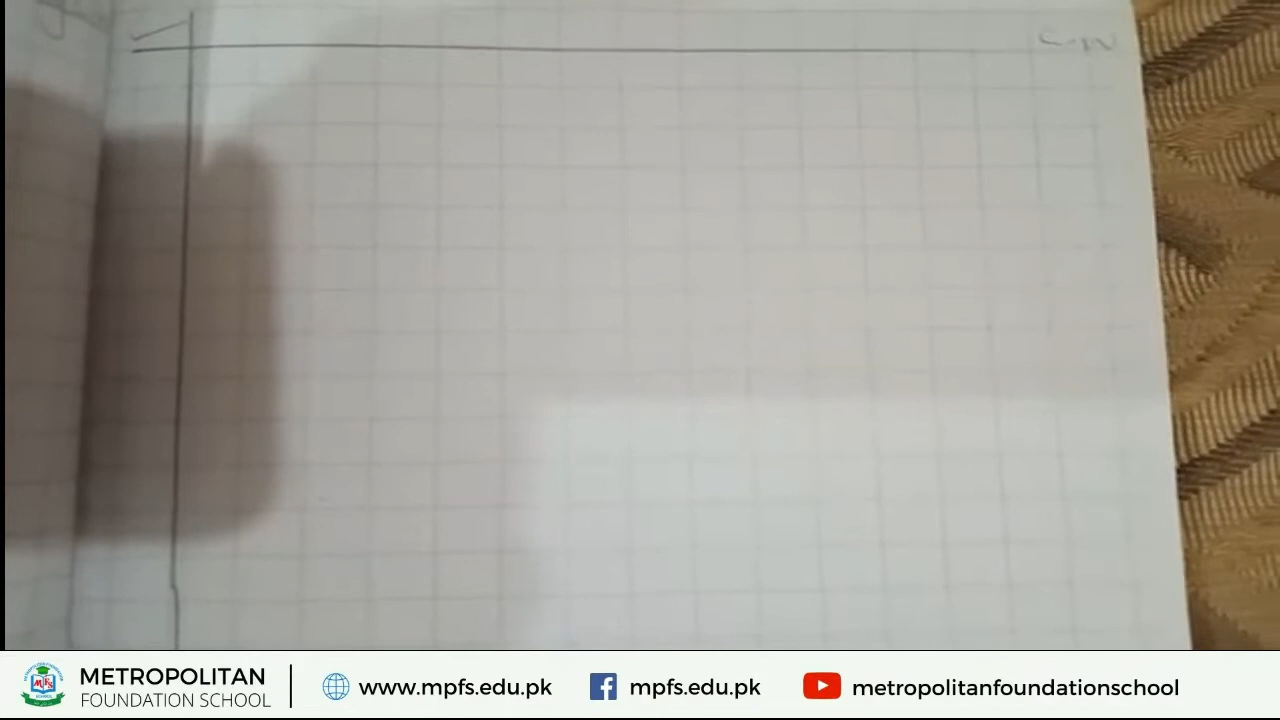 C-W
METROPOLITAN
FOUNDATION SCHOOL
www.mpfs.edu.pk
mpfs.edu.pk
metropolitanfoundationschool